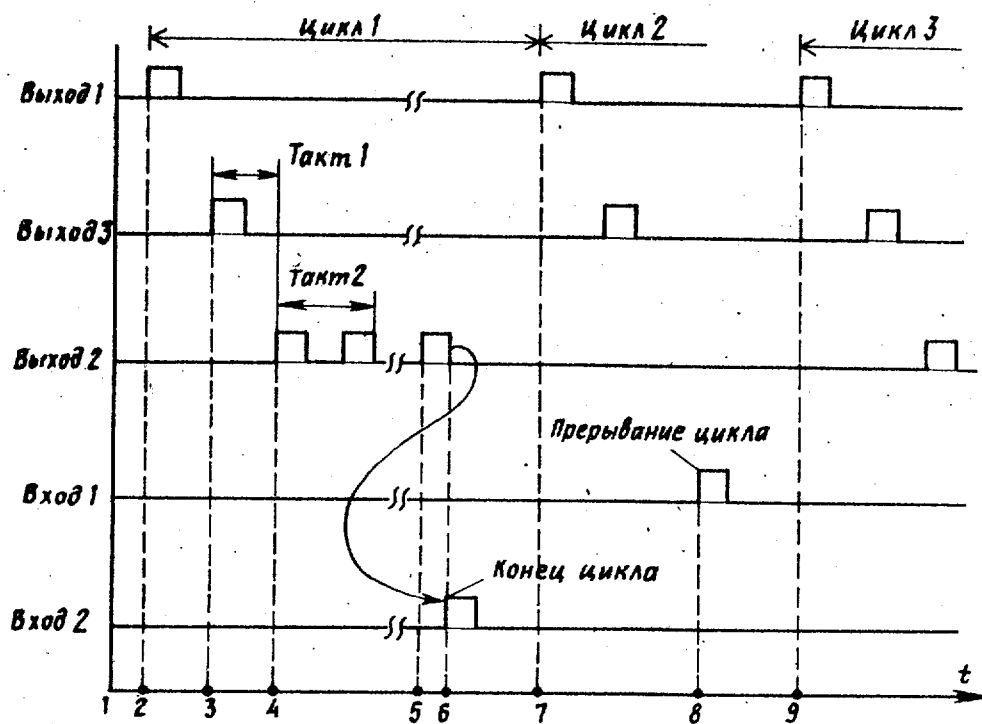 Цикл 1
Цикл 2
Цикл 3
Выход 1
Такт 1
Выход 3
Такт 2
Выход 2
Прерывание цикла
Вход 1
Конец цикла
Вход 2
t
1 2 3 4 5 6 7 8 9